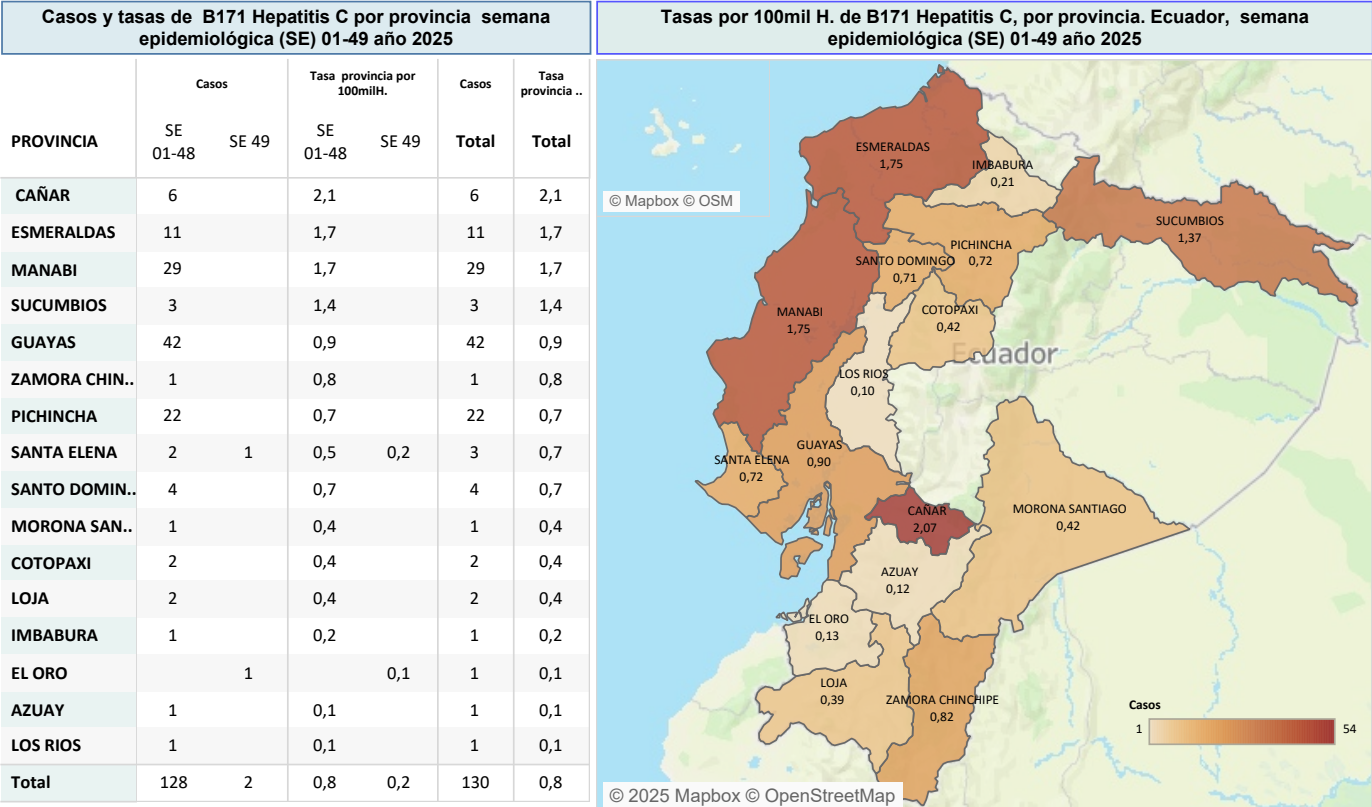 Casos y tasas de B171 Hepatitis C por provincia semana
epidemiológica (SE) 01-49 año 2025
Casos
Tasa provincia por
100milH.
Casos
Tasa
provincia ..
PROVINCIA
SE
01-48
SE 49
SE
01-48
SE 49
Total
Total
CAÑAR 6 2,1 6 2,1
ESMERALDAS 11 1,7 11 1,7
MANABI 29 1,7 29 1,7
SUCUMBIOS 3 1,4 3 1,4
GUAYAS 42 0,9 42 0,9
ZAMORA CHIN.. 1 0,8 1 0,8
PICHINCHA 22 0,7 22 0,7
SANTA ELENA 2 1 0,5 0,2 3 0,7
SANTO DOMIN.. 4 0,7 4 0,7
MORONA SAN.. 1 0,4 1 0,4
COTOPAXI 2 0,4 2 0,4
LOJA 2 0,4 2 0,4
IMBABURA 1 0,2 1 0,2
EL ORO 1 0,1 1 0,1
AZUAY 1 0,1 1 0,1
LOS RIOS 1 0,1 1 0,1
Total 128 2 0,8 0,2 130 0,8
Tasas por 100mil H. de B171 Hepatitis C, por provincia. Ecuador, semana
epidemiológica (SE) 01-49 año 2025
© Mapbox © OSM
ESMERALDAS
1,75
IMBABURA
0,21
SUCUMBIOS
1,37
PICHINCHA
0,72
SANTO DOMINGO
0,71
COTOPAXI
0,42
MANABI
1,75
Ecuador
LOS RIOS
0,10
GUAYAS
0,90
SANTA ELENA
0,72
CAÑAR
2,07
MORONA SANTIAGO
0,42
AZUAY
0,12
EL ORO
0,13
LOJA
0,39
ZAMORA CHINCHIPE
0,82
Casos
1 54
© 2025 Mapbox © OpenStreetMap